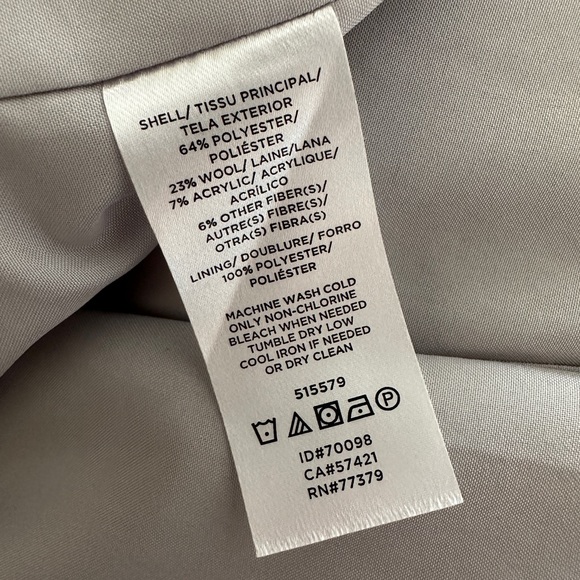 SHELL/ TISSU PRINCIPAL/
TELA EXTERIOR
64% POLYESTER/
POLIÉSTER
23% WOOL/ LAINE/LANA
7% ACRYLIC/ ACRYLIQUE/
ACRÍLICO
6% OTHER FIBER(S)/
AUTRE(S) FIBRE(S)/
OTRA(S) FIBRA(S)
LINING/ DOUBLURE/ FORRO
100% POLYESTER/
POLIÉSTER
MACHINE WASH COLD
ONLY NON-CHLORINE
BLEACH WHEN NEEDED
TUMBLE DRY LOW
COOL IRON IF NEEDED
OR DRY CLEAN
515579
P
ID#70098
CA#57421
RN#77379